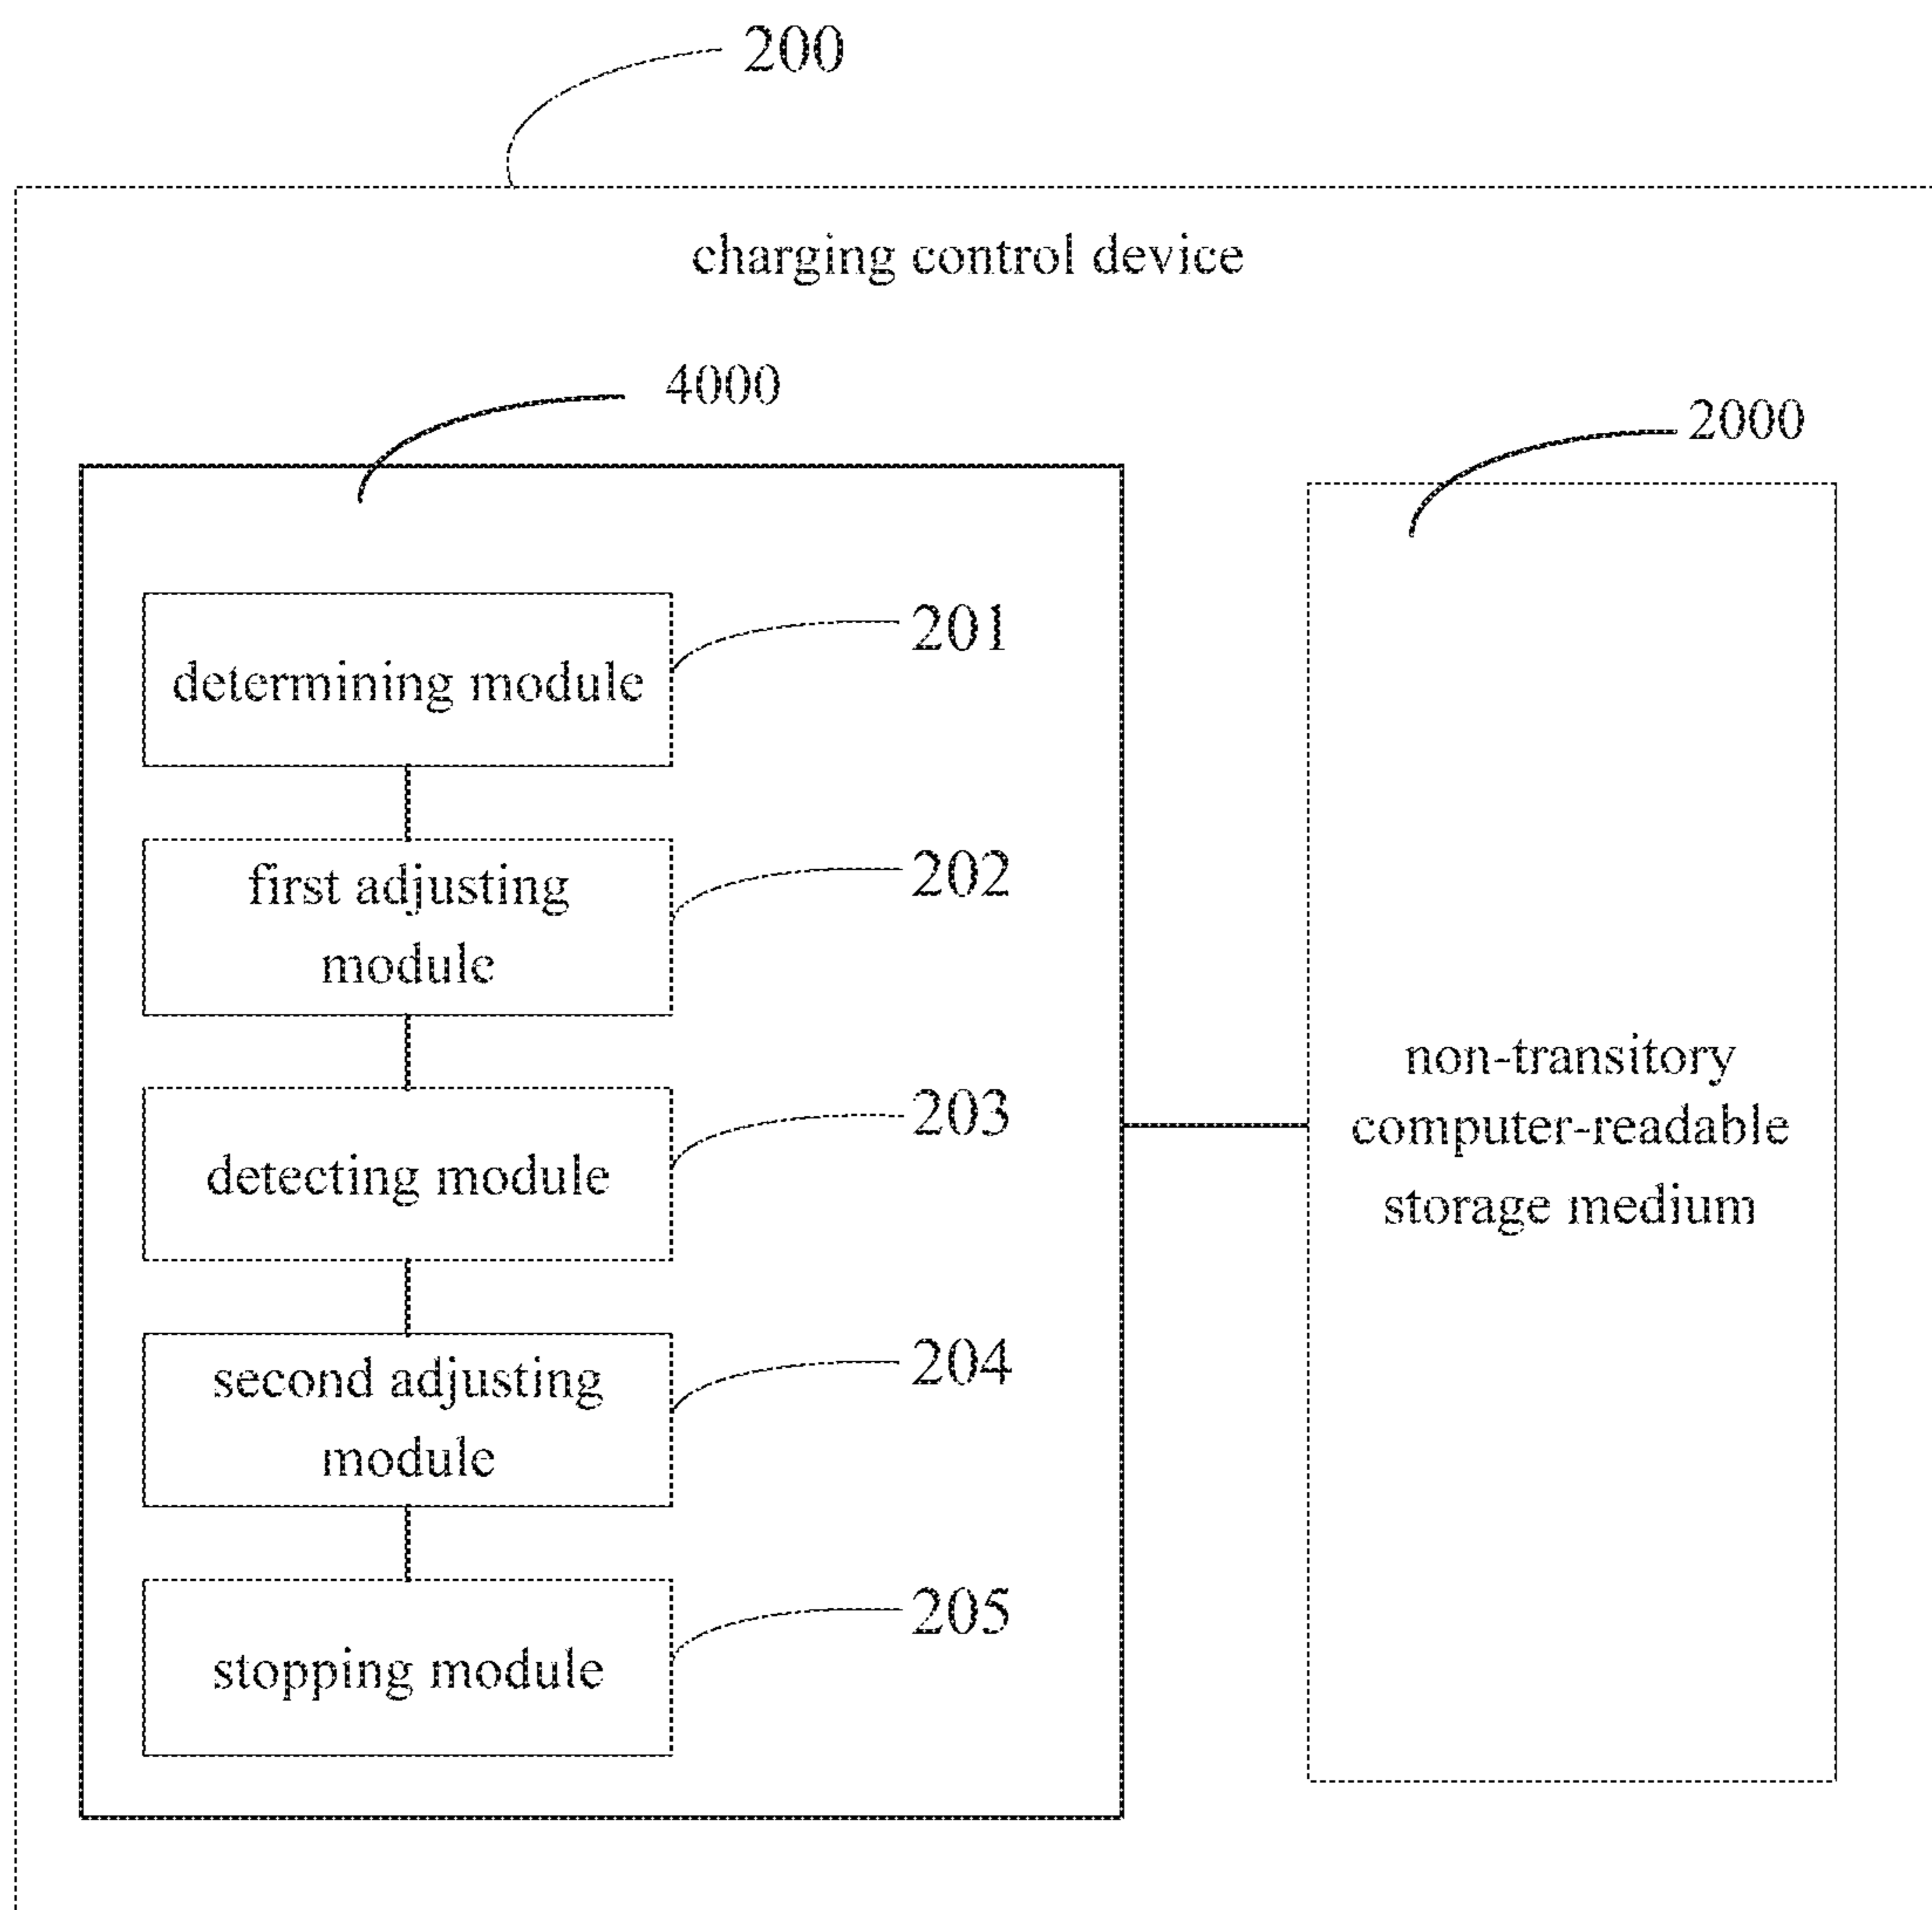 200
charging control device
4000
2000
determining module
201
first adjusting
module
202
detecting module
203
second adjusting
module
204
stopping module
205
non-transitory
computer-readable
storage medium